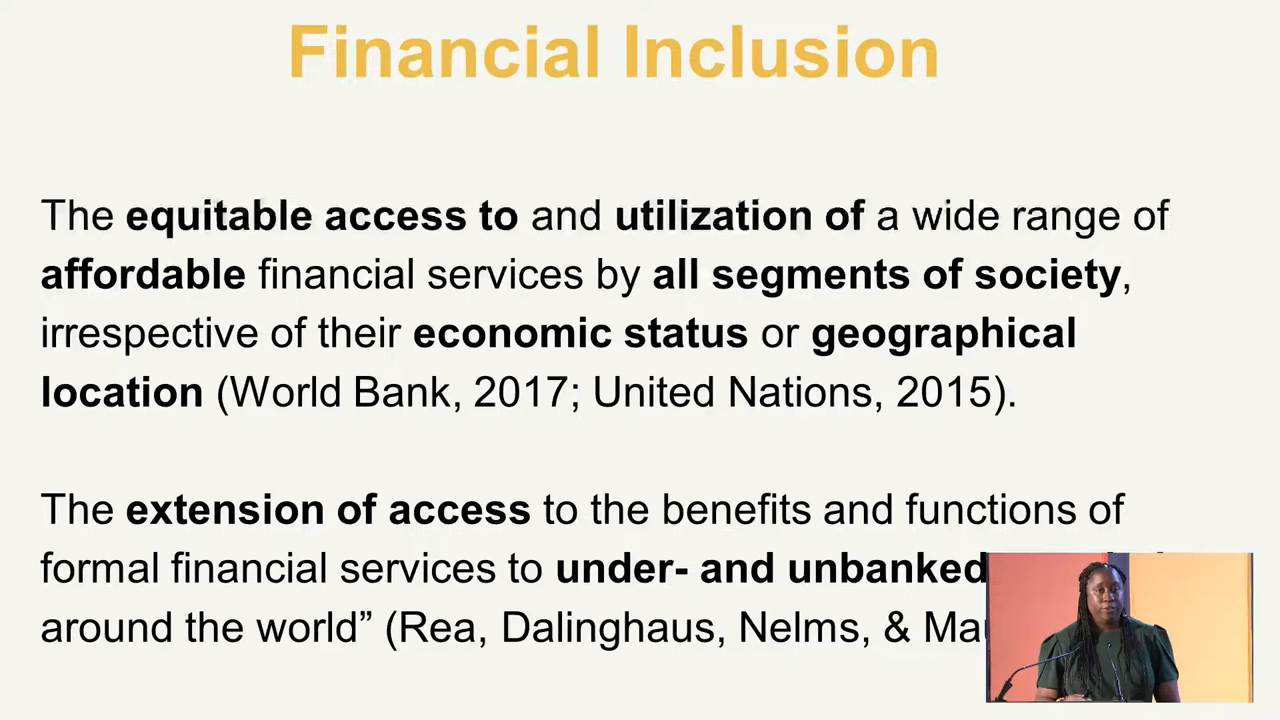 Financial Inclusion
The equitable access to and utilization of a wide range of
affordable financial services by all segments of society,
irrespective of their economic status or geographical
location (World Bank, 2017; United Nations, 2015).
The extension of access to the benefits and functions of
formal financial services to under- and unbanked
around the world” (Rea, Dalinghaus, Nelms, &